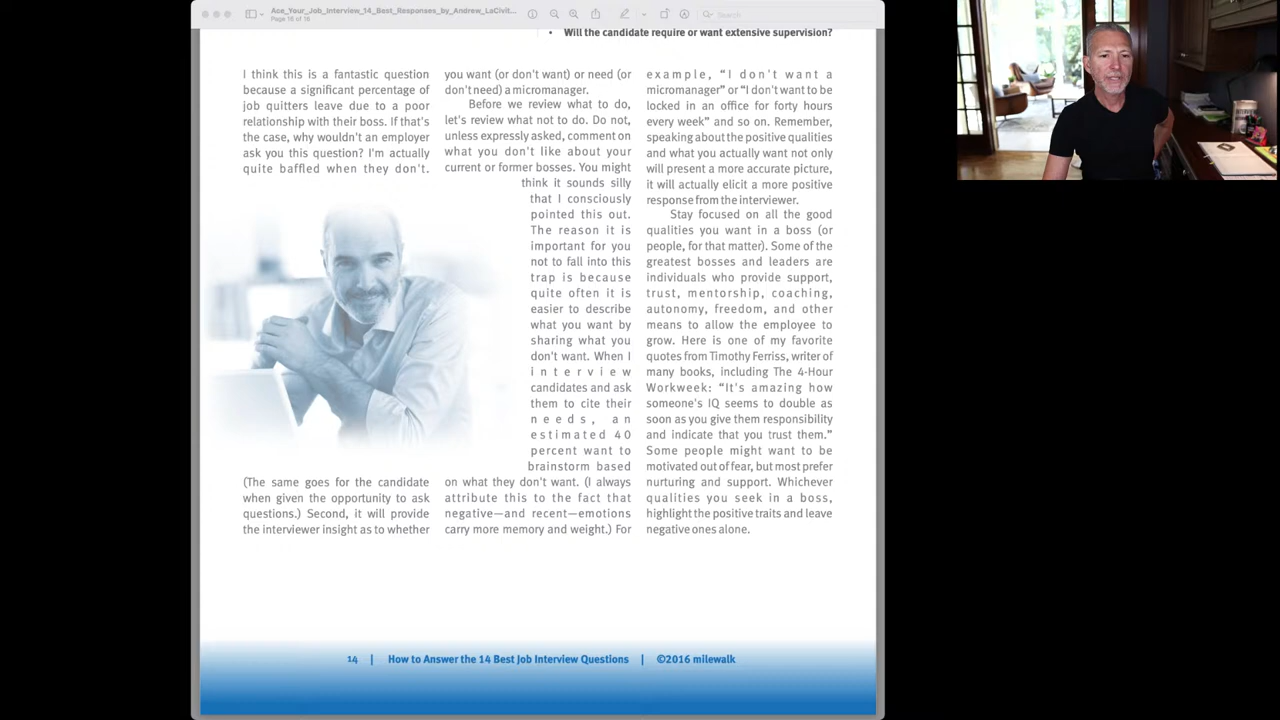 Ace_Your_Job_Interview_14_Best_Responses_by_Andrew_LaCivit...
Page 16 of 16
Search
• Will the candidate require or want extensive supervision?
I think this is a fantastic question
because a significant percentage of
job quitters leave due to a poor
relationship with their boss. If that's
the case, why wouldn't an employer
ask you this question? I'm actually
quite baffled when they don't.
(The same goes for the candidate
when given the opportunity to ask
questions.) Second, it will provide
the interviewer insight as to whether
you want (or don't want) or need (or
don't need) a micromanager.
Before we review what to do,
let's review what not to do. Do not,
unless expressly asked, comment on
what you don't like about your
current or former bosses. You might
think it sounds silly
that I consciously
pointed this out.
The reason it is
important for you
not to fall into this
trap is because
quite often it is
easier to describe
what you want by
sharing what you
don't want. When I
interview
candidates and ask
them to cite their
needs, an
estimated 40
percent want to
brainstorm based
on what they don't want. (I always
attribute this to the fact that
negative—and recent—emotions
carry more memory and weight.) For
example, “I don't want a
micromanager” or “I don't want to be
locked in an office for forty hours
every week” and so on. Remember,
speaking about the positive qualities
and what you actually want not only
will present a more accurate picture,
it will actually elicit a more positive
response from the interviewer.
Stay focused on all the good
qualities you want in a boss (or
people, for that matter). Some of the
greatest bosses and leaders are
individuals who provide support,
trust, mentorship, coaching,
autonomy, freedom, and other
means to allow the employee to
grow. Here is one of my favorite
quotes from Timothy Ferriss, writer of
many books, including The 4-Hour
Workweek: “It's amazing how
someone's IQ seems to double as
soon as you give them responsibility
and indicate that you trust them.”
Some people might want to be
motivated out of fear, but most prefer
nurturing and support. Whichever
qualities you seek in a boss,
highlight the positive traits and leave
negative ones alone.
14 | How to Answer the 14 Best Job Interview Questions | ©2016 milewalk